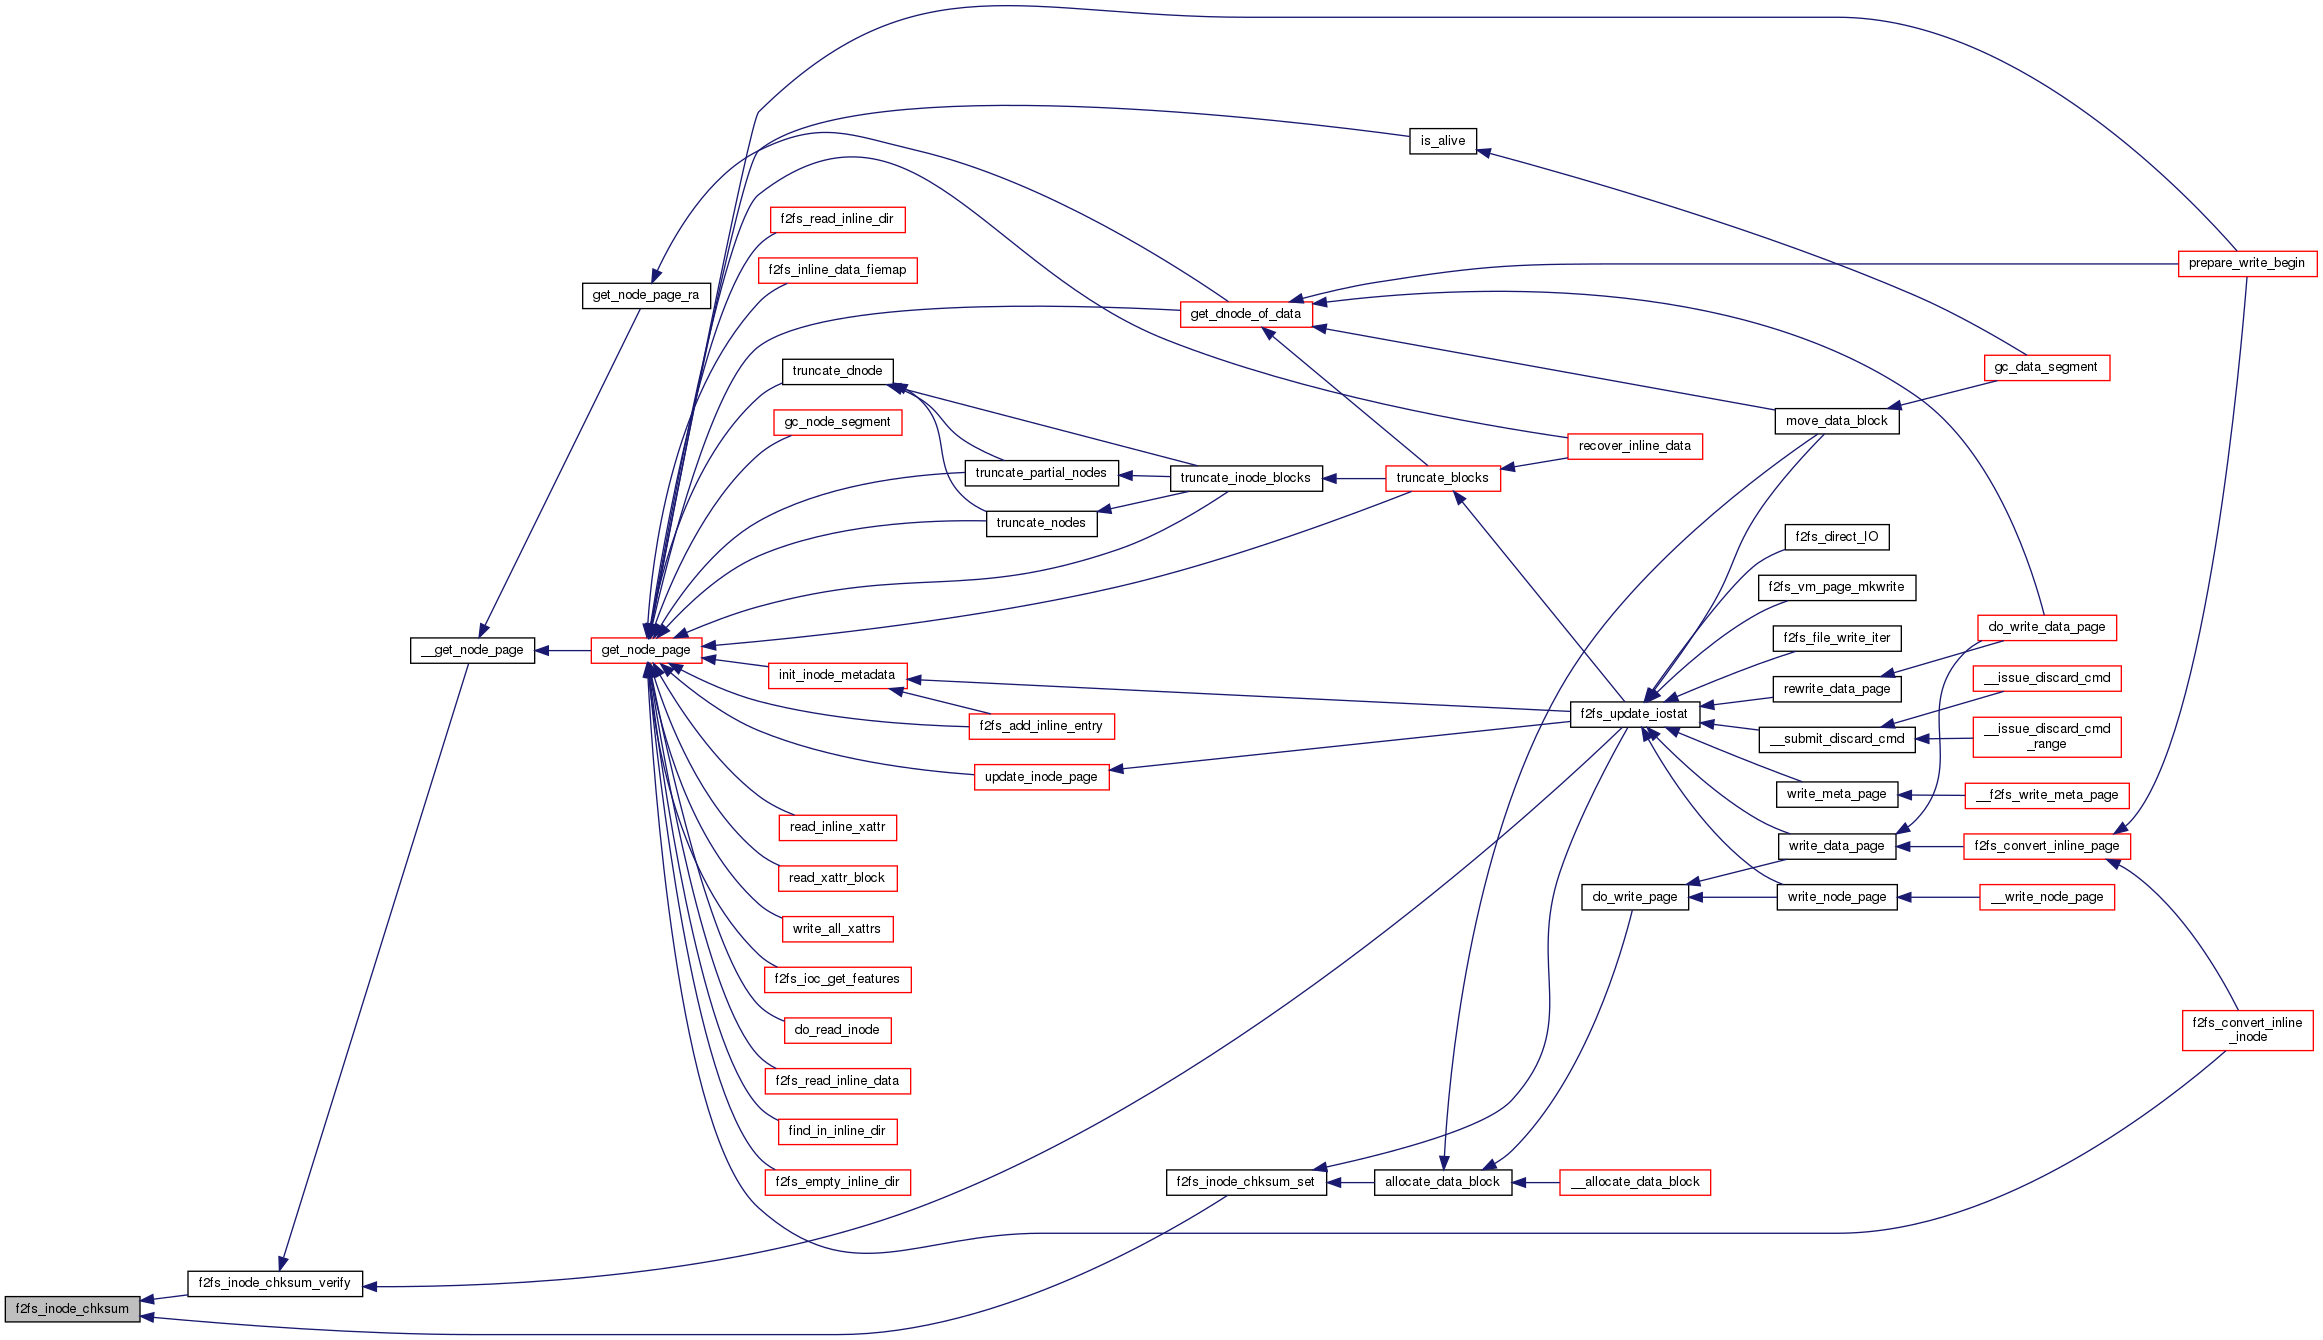 is_alive
f2fs_read_inline_dir
f2fs_inline_data_fiemap
prepare_write_begin
get_node_page_ra
get_dnode_of_data
truncate_dnode
gc_data_segment
gc_node_segment
move_data_block
recover_inline_data
truncate_partial_nodes
truncate_inode_blocks
truncate_blocks
truncate_nodes
f2fs_direct_IO
f2fs_vm_page_mkwrite
do_write_data_page
f2fs_file_write_iter
__get_node_page
get_node_page
init_inode_metadata
__issue_discard_cmd
rewrite_data_page
f2fs_update_iostat
f2fs_add_inline_entry
__submit_discard_cmd
__issue_discard_cmd
_range
update_inode_page
write_meta_page
__f2fs_write_meta_page
read_inline_xattr
write_data_page
f2fs_convert_inline_page
read_xattr_block
do_write_page
write_node_page
__write_node_page
write_all_xattrs
f2fs_ioc_get_features
do_read_inode
f2fs_convert_inline
_inode
f2fs_read_inline_data
find_in_inline_dir
f2fs_empty_inline_dir
f2fs_inode_chksum_set
allocate_data_block
__allocate_data_block
f2fs_inode_chksum_verify
f2fs_inode_chksum